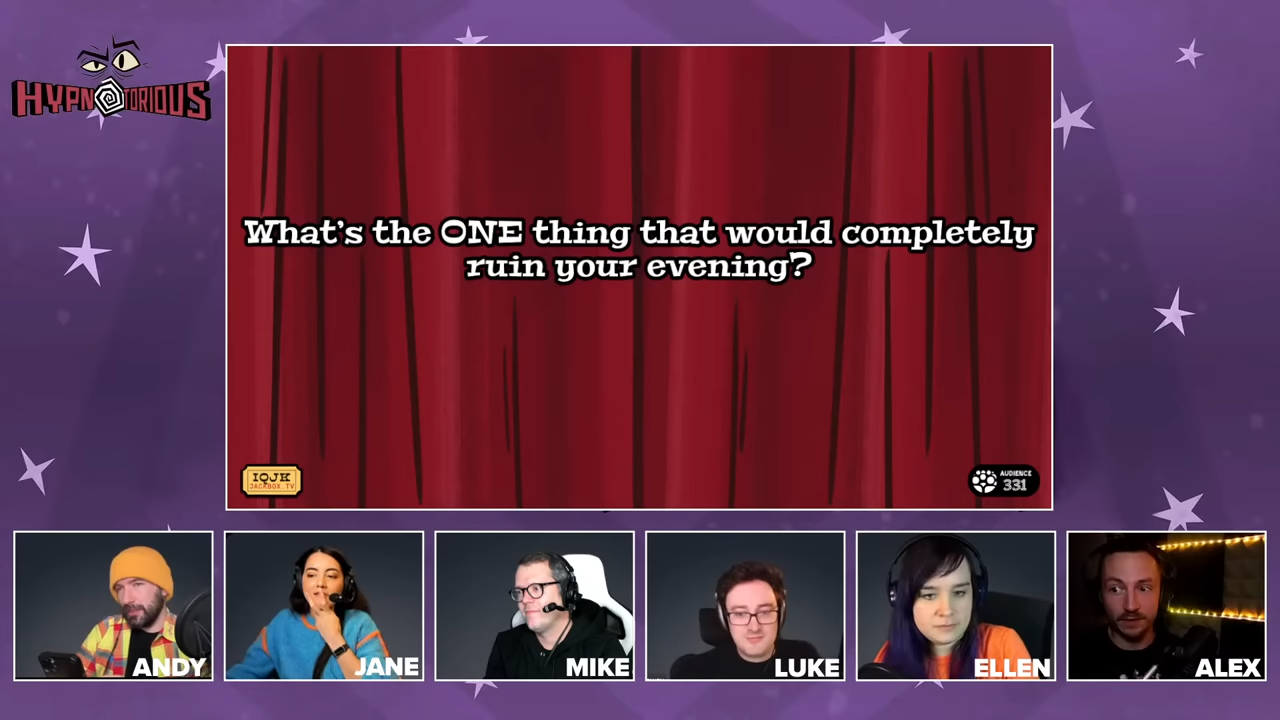 HYPNOTORIOUS
What's the ONE thing that would completely
ruin your evening?
IQJK
JACKBOX.TV
AUDIENCE
331
ANDY
JANE
MIKE
LUKE
ELLEN
ALEX